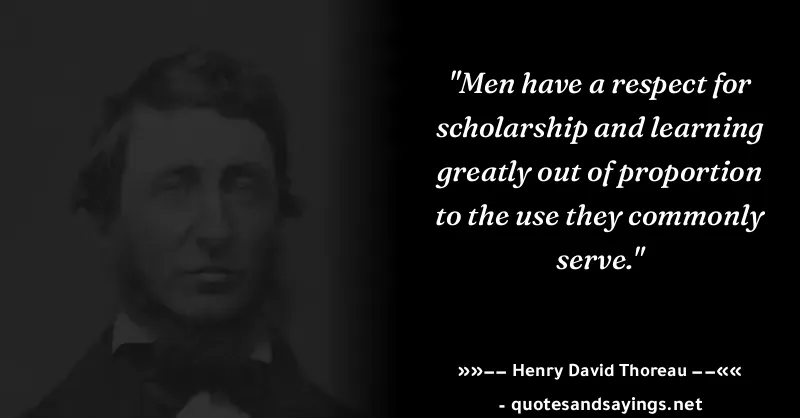 "Men have a respect for
scholarship and learning
greatly out of proportion
to the use they commonly
serve."
»»–– Henry David Thoreau ––««
- quotesandsayings.net